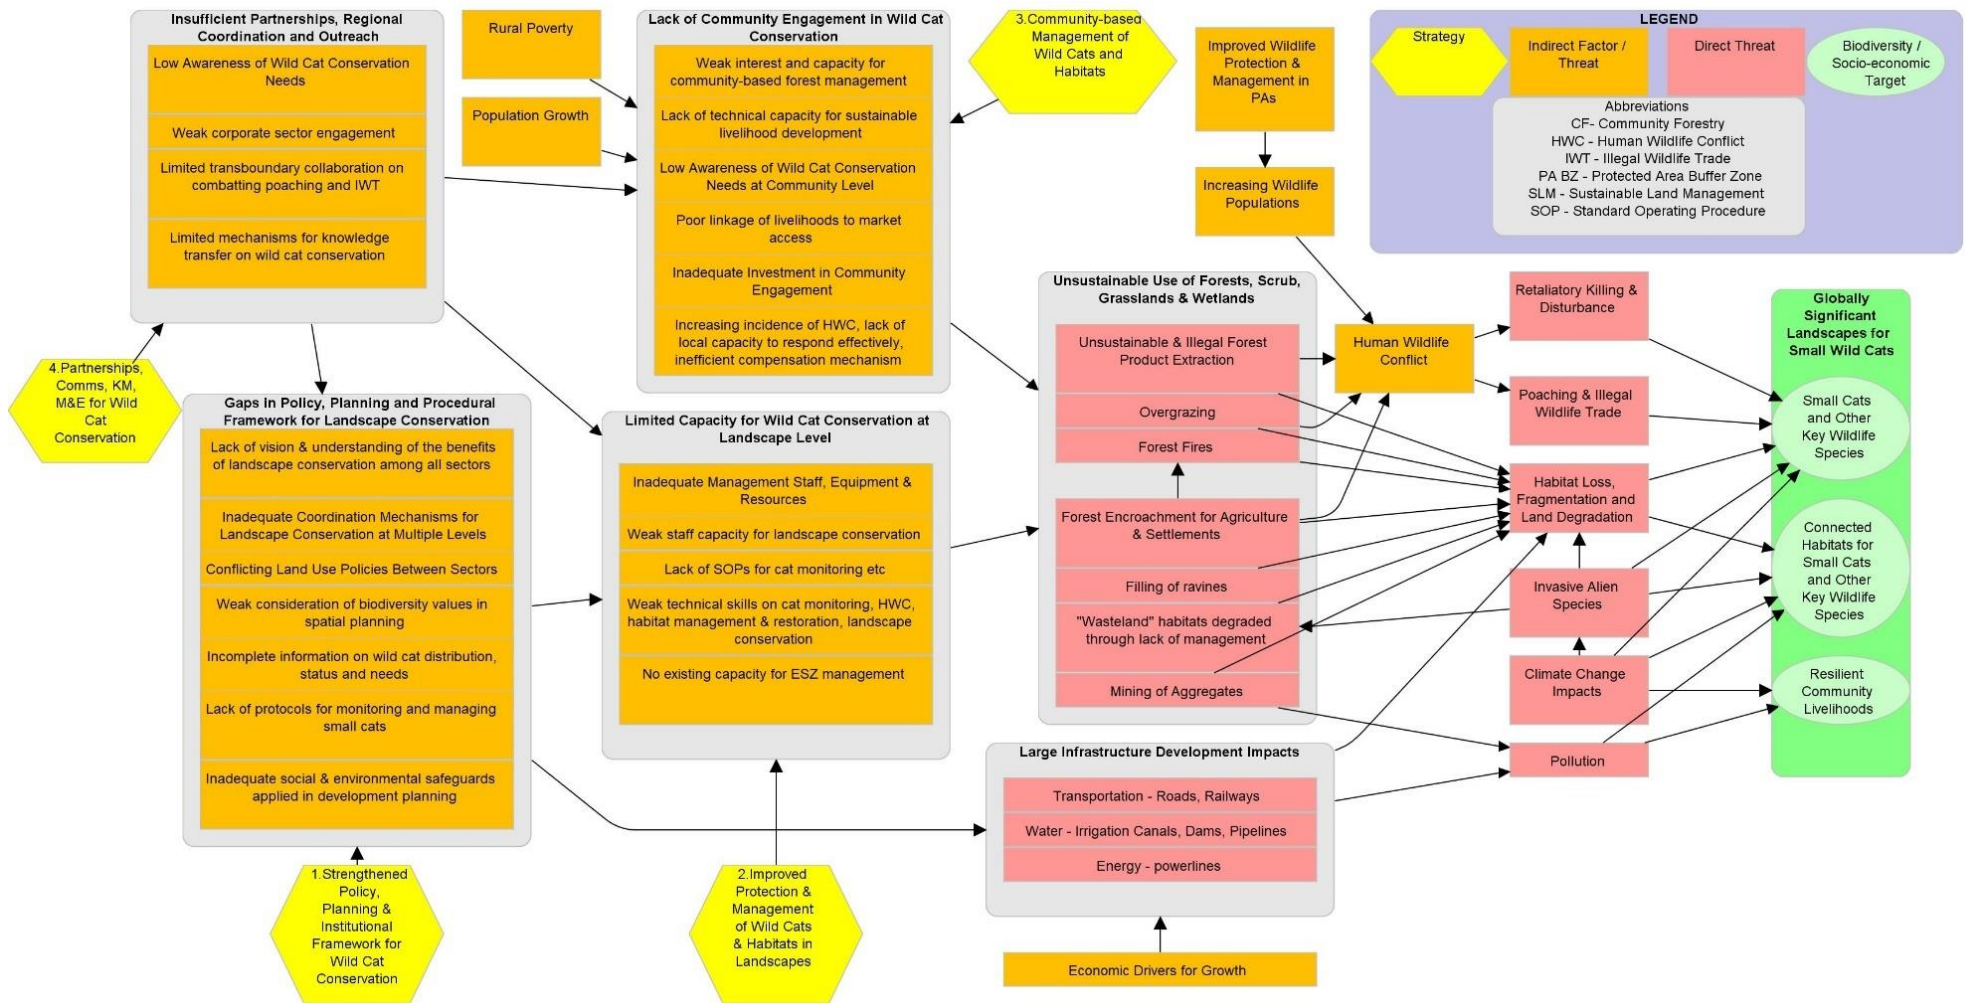 Insufficient Partnerships, Regional
Coordination and Outreach
Low Awareness of Wild Cat Conservation
Needs
Weak corporate sector engagement
Limited transboundary collaboration on
combatting poaching and IWT
Limited mechanisms for knowledge
transfer on wild cat conservation
Rural Poverty
Population Growth
Lack of Community Engagement in Wild Cat
Conservation
Weak interest and capacity for
community-based forest management
Lack of technical capacity for sustainable
livelihood development
Low Awareness of Wild Cat Conservation
Needs at Community Level
Poor linkage of livelihoods to market
access
Inadequate Investment in Community
Engagement
Increasing incidence of HWC, lack of
local capacity to respond effectively,
inefficient compensation mechanism
3.Community-based
Management of
Wild Cats and
Habitats
Improved Wildlife
Protection &
Management in
PAs
Increasing Wildlife
Populations
LEGEND
Strategy
Indirect Factor /
Threat
Direct Threat
Biodiversity /
Socio-economic
Target
Abbreviations
CF- Community Forestry
HWC - Human Wildlife Conflict
IWT - Illegal Wildlife Trade
PA BZ - Protected Area Buffer Zone
SLM - Sustainable Land Management
SOP - Standard Operating Procedure
4.Partnerships,
Comms, KM,
M&E for Wild
Cat
Conservation
Gaps in Policy, Planning and Procedural
Framework for Landscape Conservation
Lack of vision & understanding of the benefits
of landscape conservation among all sectors
Inadequate Coordination Mechanisms for
Landscape Conservation at Multiple Levels
Conflicting Land Use Policies Between Sectors
Weak consideration of biodiversity values in
spatial planning
Incomplete information on wild cat distribution,
status and needs
Lack of protocols for monitoring and managing
small cats
Inadequate social & environmental safeguards
applied in development planning
1.Strengthened
Policy,
Planning &
Institutional
Framework for
Wild Cat
Conservation
Limited Capacity for Wild Cat Conservation at
Landscape Level
Inadequate Management Staff, Equipment &
Resources
Weak staff capacity for landscape conservation
Lack of SOPs for cat monitoring etc
Weak technical skills on cat monitoring, HWC,
habitat management & restoration, landscape
conservation
No existing capacity for ESZ management
2.Improved
Protection &
Management
of Wild Cats
& Habitats in
Landscapes
Unsustainable Use of Forests, Scrub,
Grasslands & Wetlands
Unsustainable & Illegal Forest
Product Extraction
Overgrazing
Forest Fires
Forest Encroachment for Agriculture
& Settlements
Filling of ravines
"Wasteland" habitats degraded
through lack of management
Mining of Aggregates
Large Infrastructure Development Impacts
Transportation - Roads, Railways
Water - Irrigation Canals, Dams, Pipelines
Energy - powerlines
Economic Drivers for Growth
Human Wildlife
Conflict
Retaliatory Killing &
Disturbance
Poaching & Illegal
Wildlife Trade
Habitat Loss,
Fragmentation and
Land Degradation
Invasive Alien
Species
Climate Change
Impacts
Pollution
Globally
Significant
Landscapes for
Small Wild Cats
Small Cats
and Other
Key Wildlife
Species
Connected
Habitats for
Small Cats
and Other
Key Wildlife
Species
Resilient
Community
Livelihoods